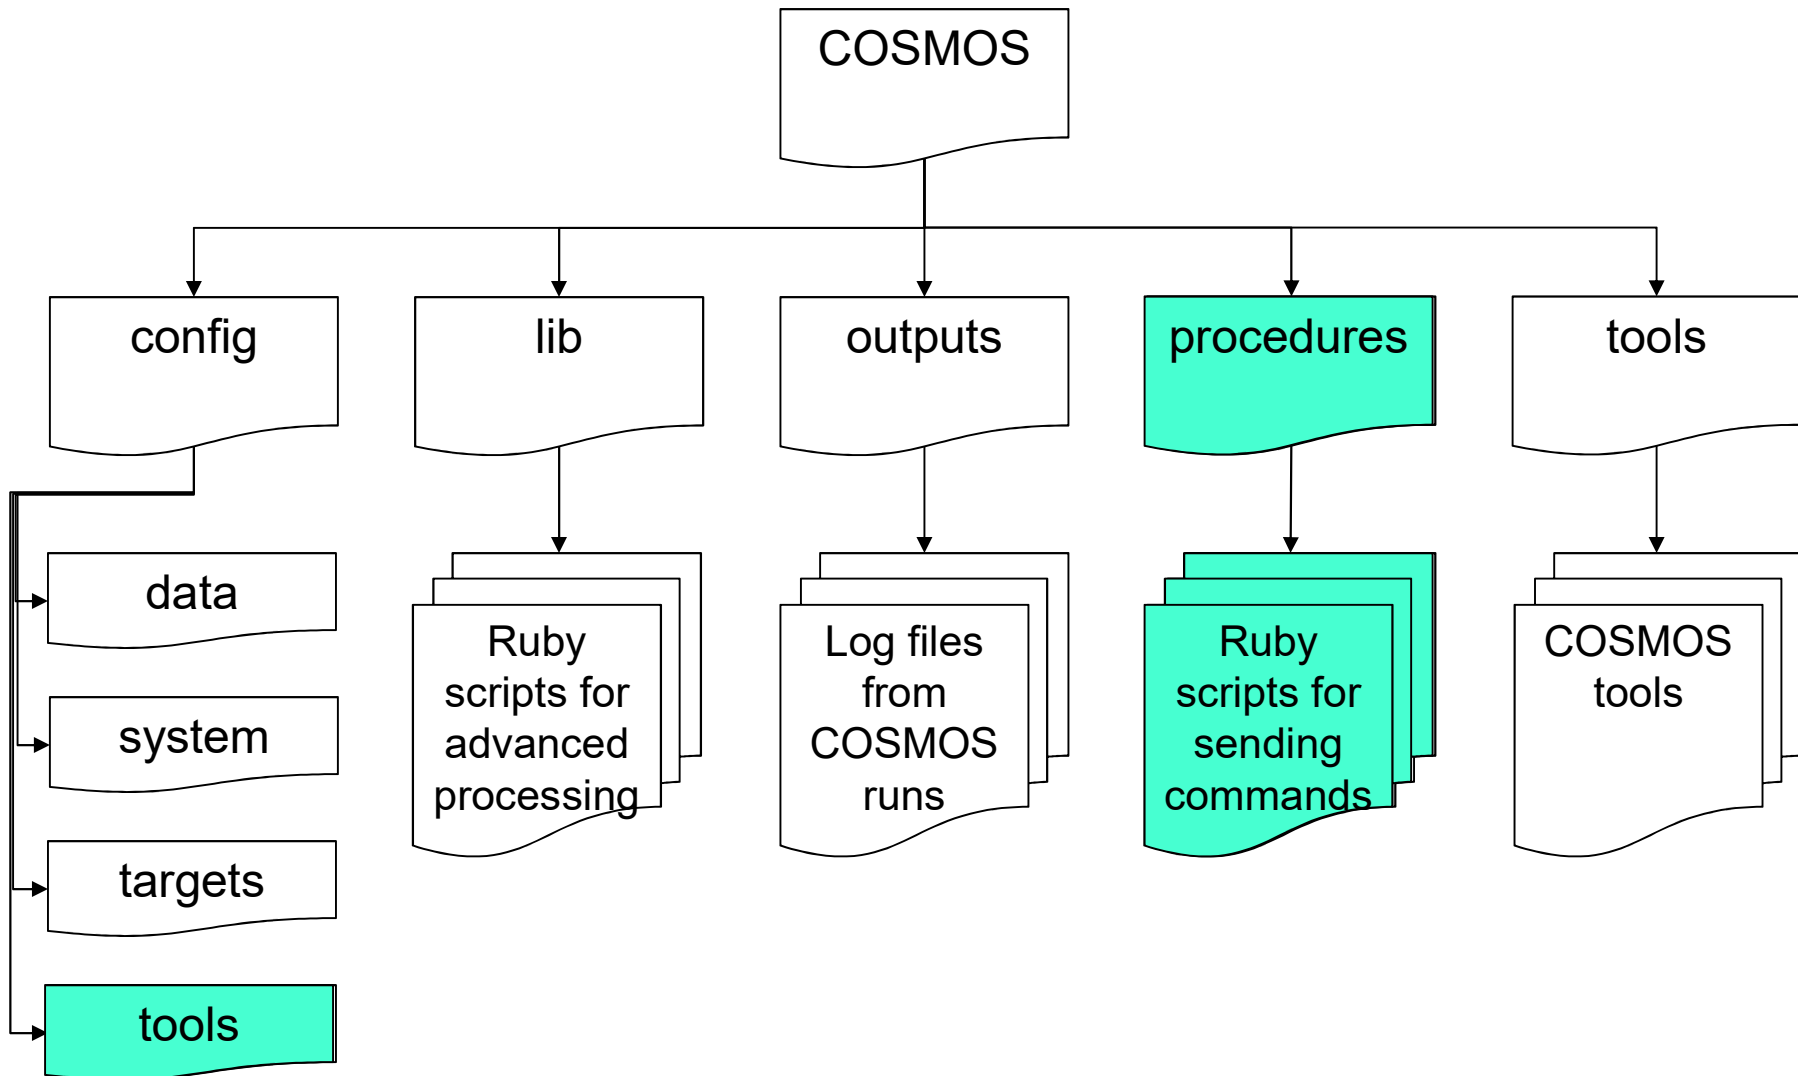 COSMOS
config
lib
outputs
procedures
tools
data
system
targets
tools
Ruby
scripts for
advanced
processing
Log files
from
COSMOS
runs
Ruby
scripts for
sending
commands
COSMOS
tools